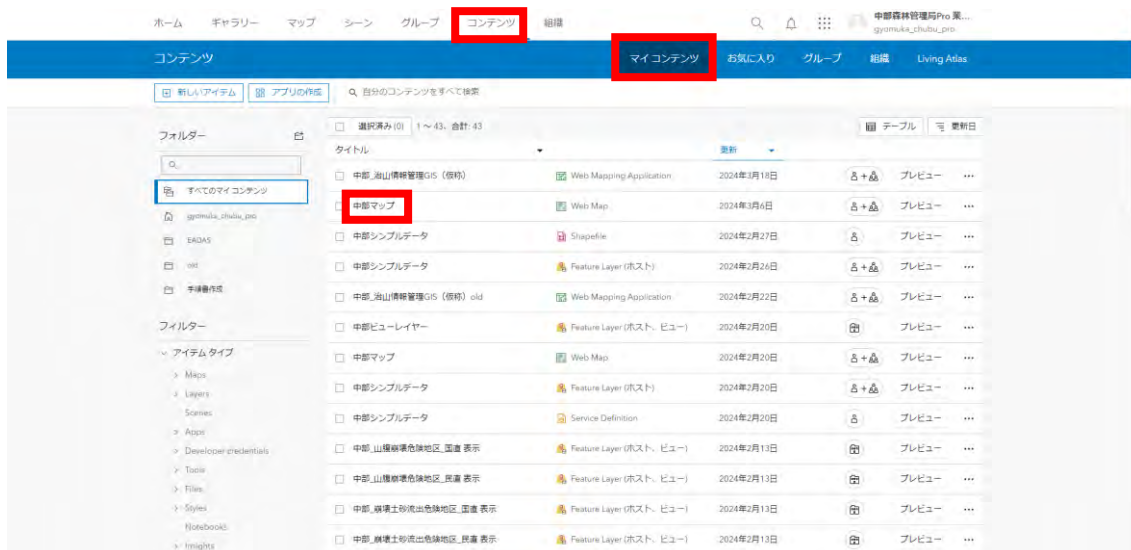 ホーム ギャラリー マップ シーン グループ コンテンツ 組織
中部森林管理局Pro 業...
gyomuka_chubu_pro
コンテンツ マイ コンテンツ お気に入り グループ 組織 Living Atlas
新しいアイテム アプリの作成 自分のコンテンツをすべて検索
フォルダー
選択済み (0) 1 ～ 43、合計: 43 テーブル 更新日
タイトル 更新
中部_治山情報管理GIS（仮称） Web Mapping Application 2024年3月18日 プレビュー ...
すべてのマイ コンテンツ
中部マップ Web Map 2024年3月6日 プレビュー ...
gyomuka_chubu_pro
中部シンプルデータ Shapefile 2024年2月27日 プレビュー ...
EADAS
中部シンプルデータ Feature Layer (ホスト) 2024年2月26日 プレビュー ...
old
手順書作成
中部_治山情報管理GIS（仮称）old Web Mapping Application 2024年2月22日 プレビュー ...
フィルター
中部ビューレイヤー Feature Layer (ホスト、ビュー) 2024年2月20日 プレビュー ...
アイテム タイプ
中部マップ Web Map 2024年2月20日 プレビュー ...
Maps
Layers
中部シンプルデータ Feature Layer (ホスト) 2024年2月20日 プレビュー ...
Scenes
中部シンプルデータ Service Definition 2024年2月20日 プレビュー ...
Apps
Developer credentials
中部_山腹崩壊危険地区_国直 表示 Feature Layer (ホスト、ビュー) 2024年2月13日 プレビュー ...
Tools
中部_山腹崩壊危険地区_民直 表示 Feature Layer (ホスト、ビュー) 2024年2月13日 プレビュー ...
Files
Styles
中部_崩壊土砂流出危険地区_国直 表示 Feature Layer (ホスト、ビュー) 2024年2月13日 プレビュー ...
Notebooks
中部_崩壊土砂流出危険地区_民直 表示 Feature Layer (ホスト、ビュー) 2024年2月13日 プレビュー ...
Insights